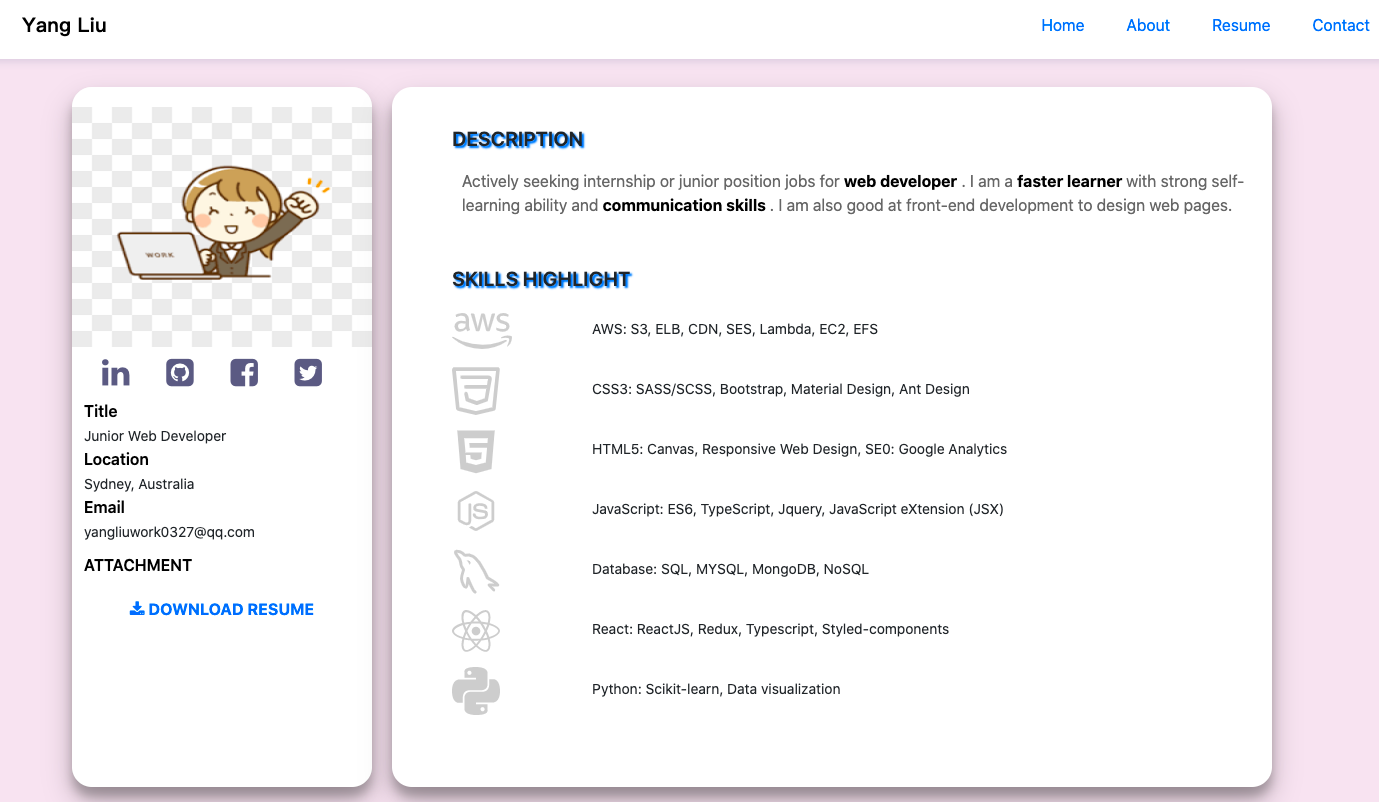 Yang Liu
Home About Resume Contact
WORK
Title
Junior Web Developer
Location
Sydney, Australia
Email
yangliuwork0327@qq.com
ATTACHMENT
DOWNLOAD RESUME
DESCRIPTION
Actively seeking internship or junior position jobs for web developer . I am a faster learner with strong self-
learning ability and communication skills . I am also good at front-end development to design web pages.
SKILLS HIGHLIGHT
aws
AWS: S3, ELB, CDN, SES, Lambda, EC2, EFS
CSS3: SASS/SCSS, Bootstrap, Material Design, Ant Design
HTML5: Canvas, Responsive Web Design, SE0: Google Analytics
JS
JavaScript: ES6, TypeScript, Jquery, JavaScript eXtension (JSX)
Database: SQL, MYSQL, MongoDB, NoSQL
React: ReactJS, Redux, Typescript, Styled-components
Python: Scikit-learn, Data visualization